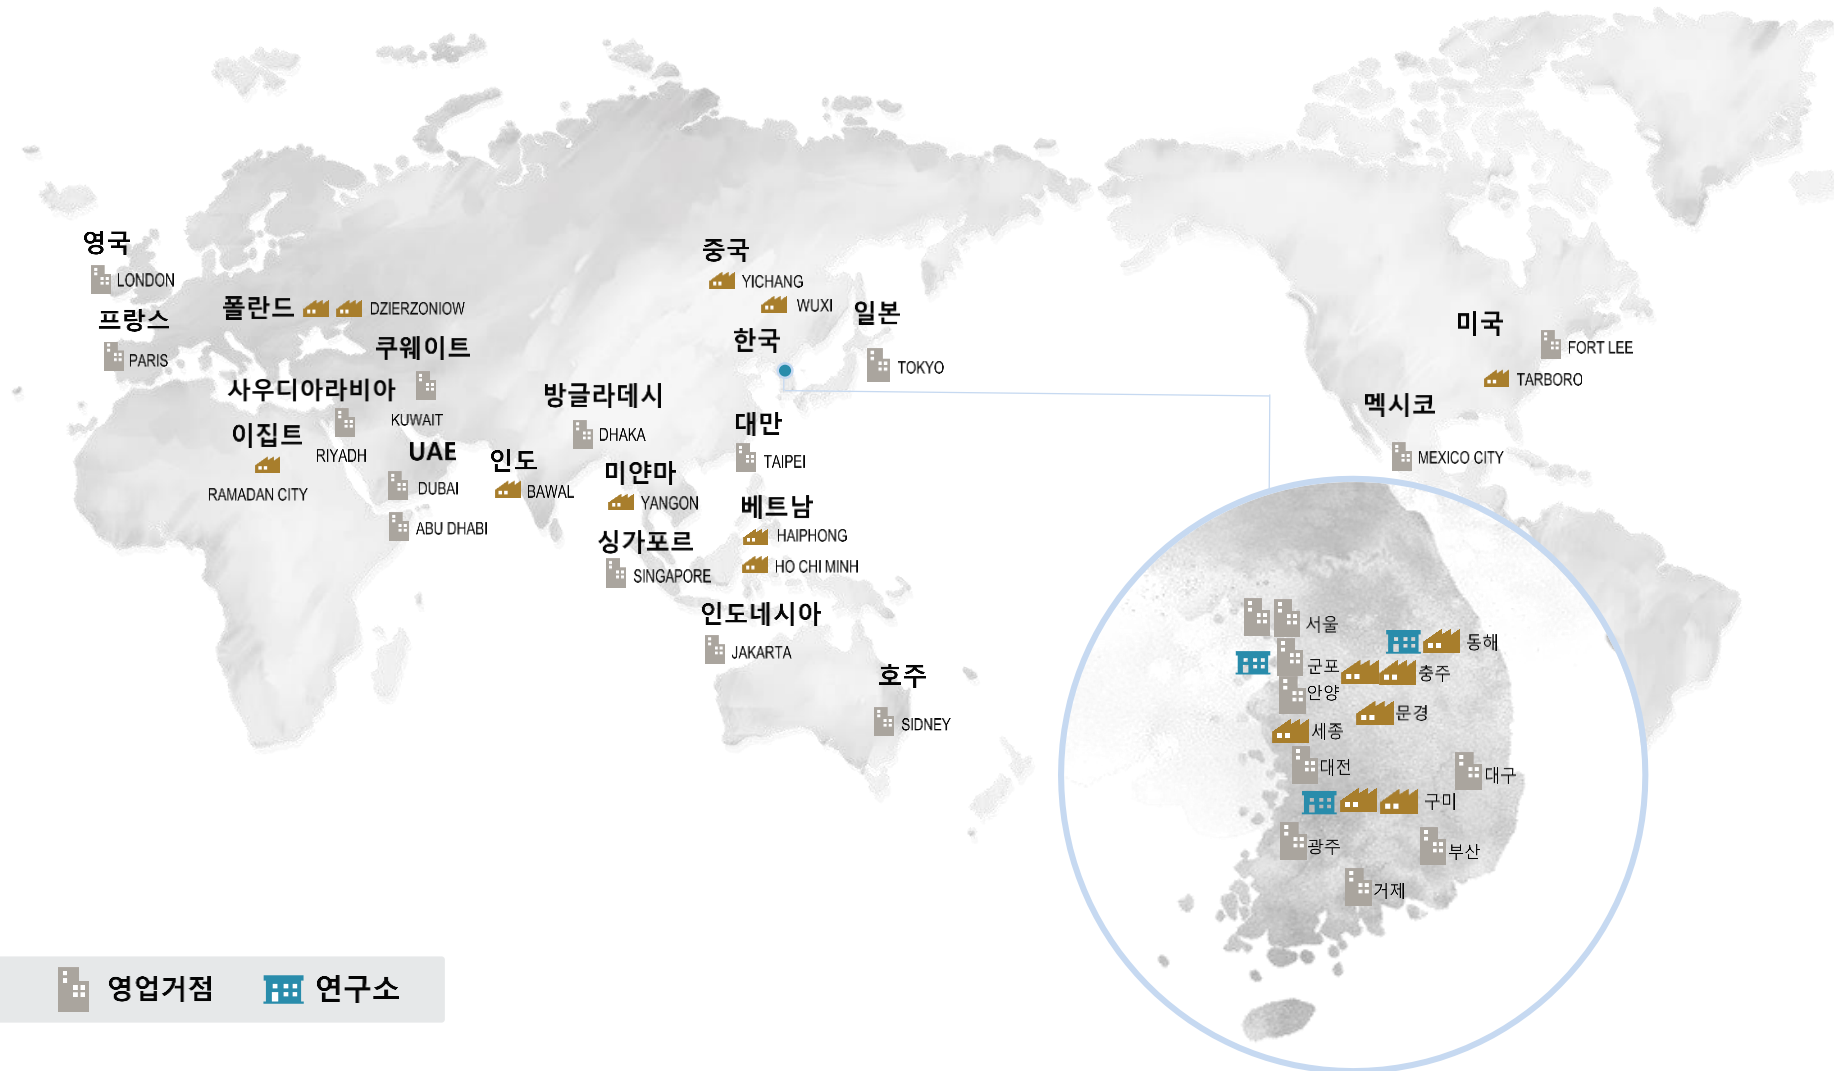 영국
LONDON
프랑스
PARIS
폴란드 DZIERZONIOW
쿠웨이트
KUWAIT
사우디아라비아
RIYADH
이집트
RAMADAN CITY
UAE
DUBAI
ABU DHABI
인도
BAWAL
방글라데시
DHAKA
미얀마
YANGON
싱가포르
SINGAPORE
중국
YICHANG
WUXI
한국
일본
TOKYO
대만
TAIPEI
베트남
HAIPHONG
HO CHI MINH
인도네시아
JAKARTA
호주
SIDNEY
미국
FORT LEE
TARBORO
멕시코
MEXICO CITY
서울
동해
군포
충주
안양
문경
세종
대전
대구
구미
광주
부산
거제
영업거점 연구소